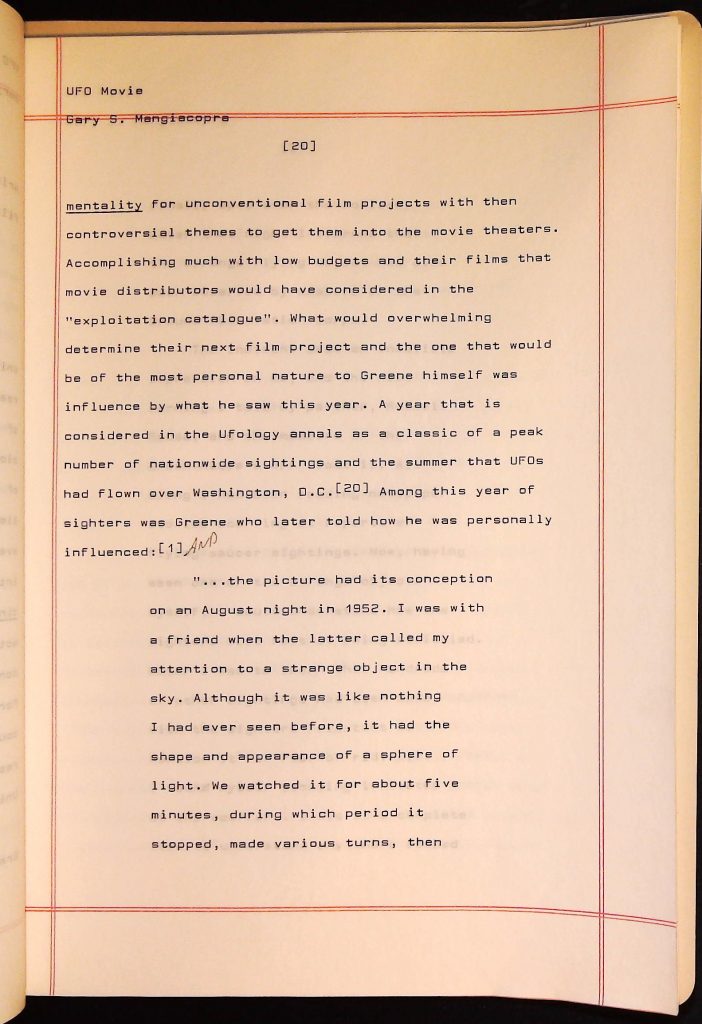 UFO Movie
Gary S. Mangiacopra
[20]
mentality for unconventional film projects with then
controversial themes to get them into the movie theaters.
Accomplishing much with low budgets and their films that
movie distributors would have considered in the
"exploitation catalogue". What would overwhelming
determine their next film project and the one that would
be of the most personal nature to Greene himself was
influence by what he saw this year. A year that is
considered in the Ufology annals as a classic of a peak
number of nationwide sightings and the summer that UFOs
had flown over Washington, D.C.[20] Among this year of
sighters was Greene who later told how he was personally
influenced:[1] AND
"...the picture had its conception
on an August night in 1952. I was with
a friend when the latter called my
attention to a strange object in the
sky. Although it was like nothing
I had ever seen before, it had the
shape and appearance of a sphere of
light. We watched it for about five
minutes, during which period it
stopped, made various turns, then